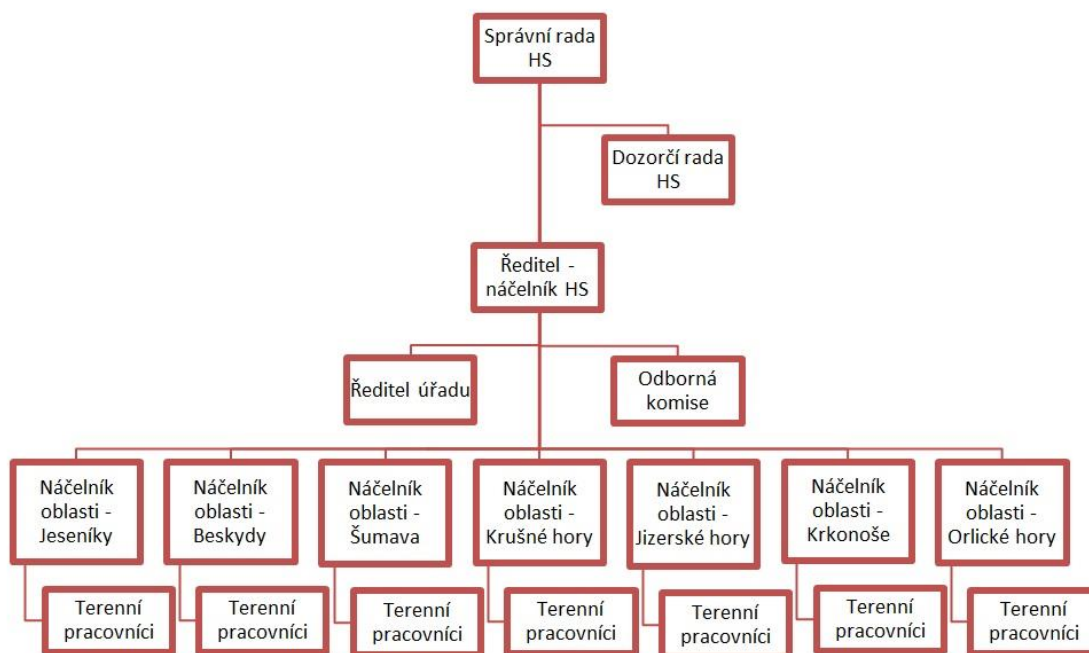 Správní rada
HS
Dozorčí rada
HS
Ředitel -
náčelník HS
Ředitel úřadu
Odborná
komise
Náčelník
oblasti -
Jeseníky
Náčelník
oblasti -
Beskydy
Náčelník
oblasti -
Šumava
Náčelník
oblasti -
Krušné hory
Náčelník
oblasti -
Jizerské hory
Náčelník
oblasti -
Krkonoše
Náčelník
oblasti -
Orlické hory
Terenní
pracovníci
Terenní
pracovníci
Terenní
pracovníci
Terenní
pracovníci
Terenní
pracovníci
Terenní
pracovníci
Terenní
pracovníci